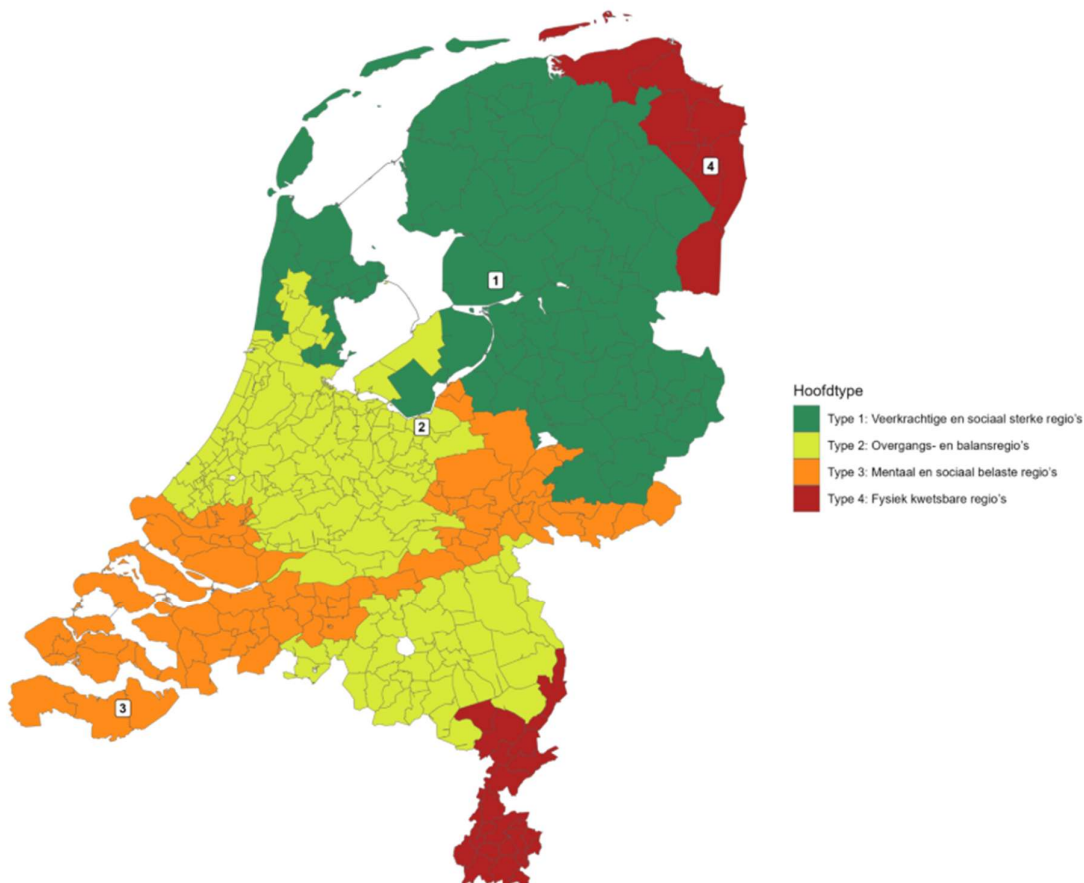 4
1
2
3
Hoofdtype
Type 1: Veerkrachtige en sociaal sterke regio's
Type 2: Overgangs- en balansregio's
Type 3: Mentaal en sociaal belaste regio's
Type 4: Fysiek kwetsbare regio's